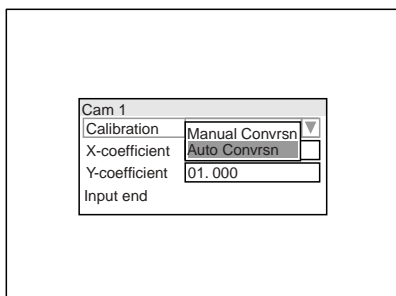 Cam 1
Calibration Manual Convrsn
X-coefficient Auto Convrsn
Y-coefficient 01. 000
Input end